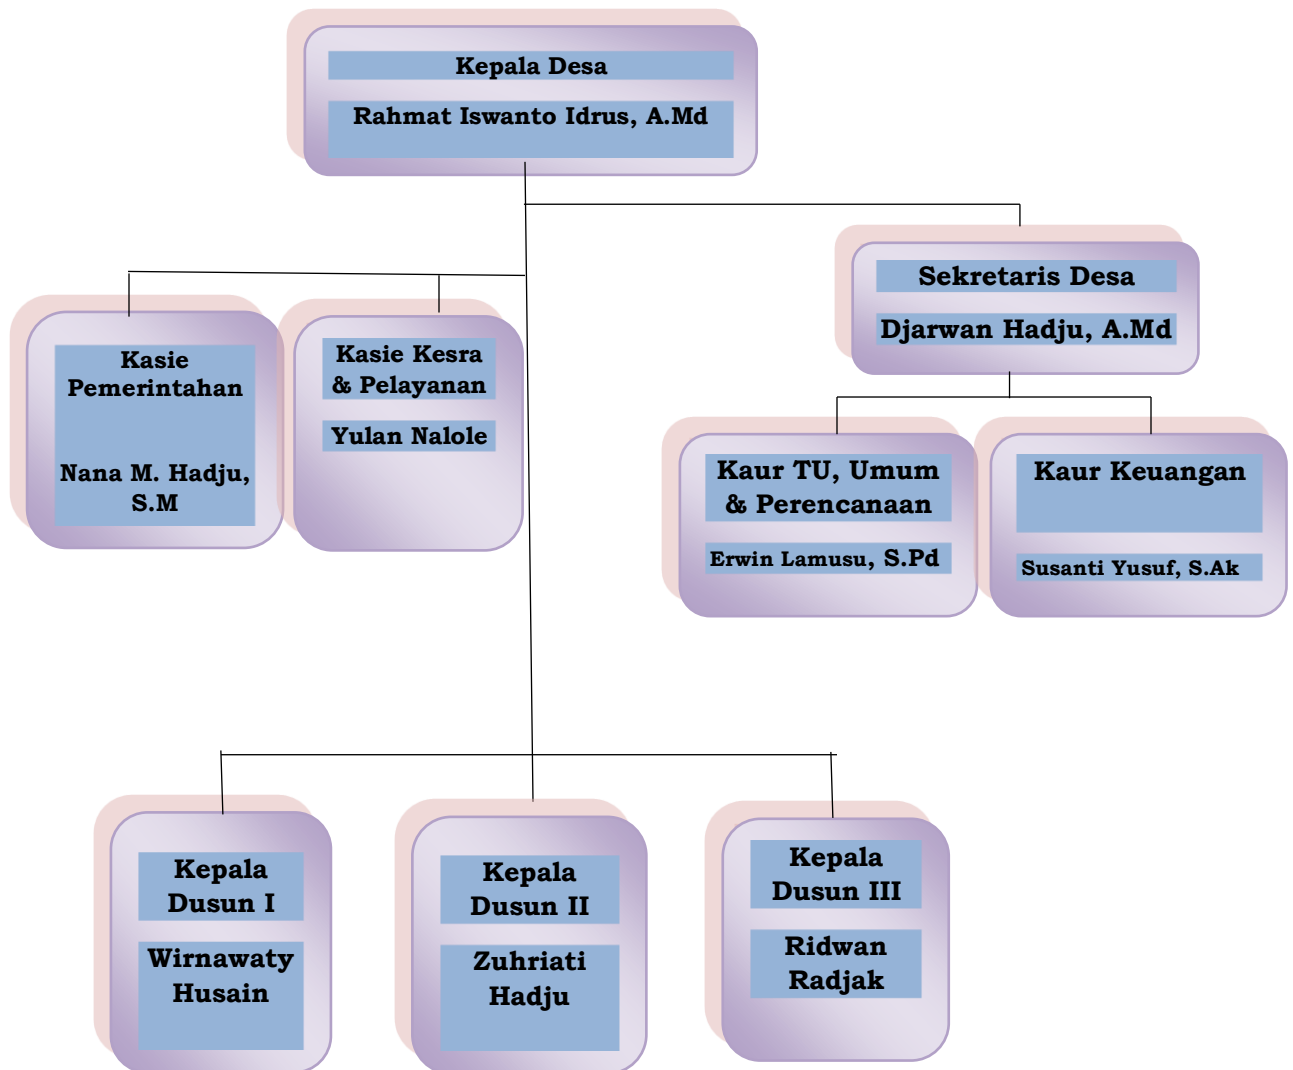 Kepala Desa
Rahmat Iswanto Idrus, A.Md
Sekretaris Desa
Djarwan Hadju, A.Md
Kasie
Pemerintahan
Nana M. Hadju,
S.M
Kasie Kesra
& Pelayanan
Yulan Nalole
Kaur TU, Umum
& Perencanaan
Erwin Lamusu, S.Pd
Kaur Keuangan
Susanti Yusuf, S.Ak
Kepala
Dusun I
Wirnawaty
Husain
Kepala
Dusun II
Zuhriati
Hadju
Kepala
Dusun III
Ridwan
Radjak